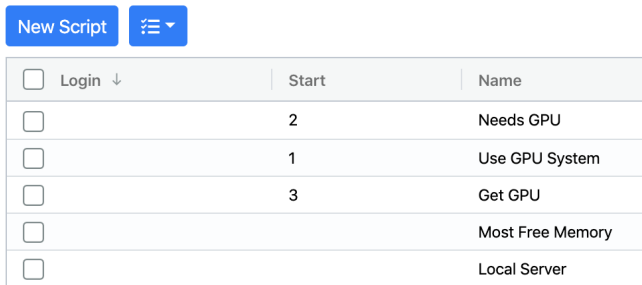 New Script
Login Start Name
2 Needs GPU
1 Use GPU System
3 Get GPU
Most Free Memory
Local Server